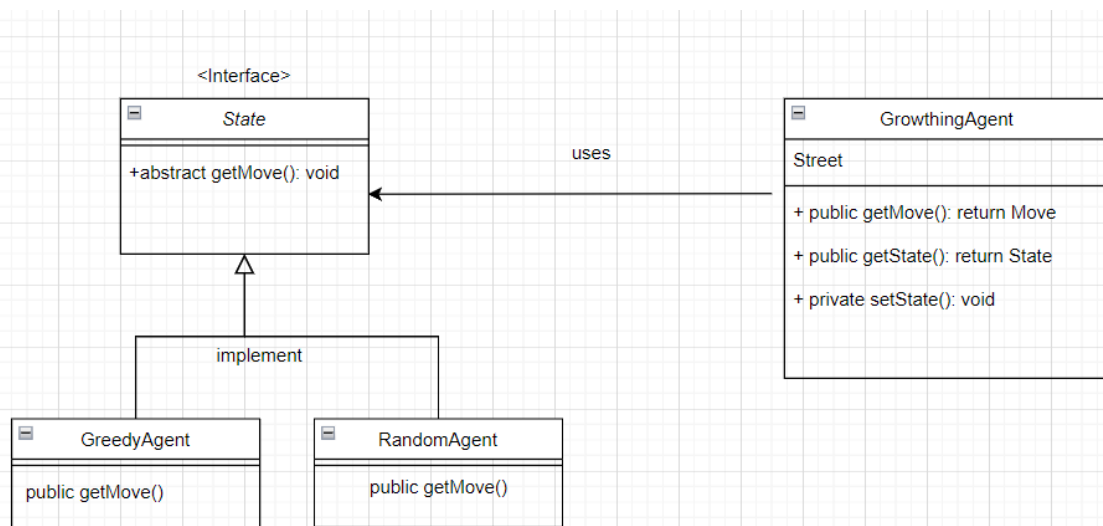 <Interface>
State
+abstract getMove(): void
uses
GrowthingAgent
Street
+ public getMove(): return Move
+ public getState(): return State
+ private setState(): void
implement
GreedyAgent
public getMove()
RandomAgent
public getMove()